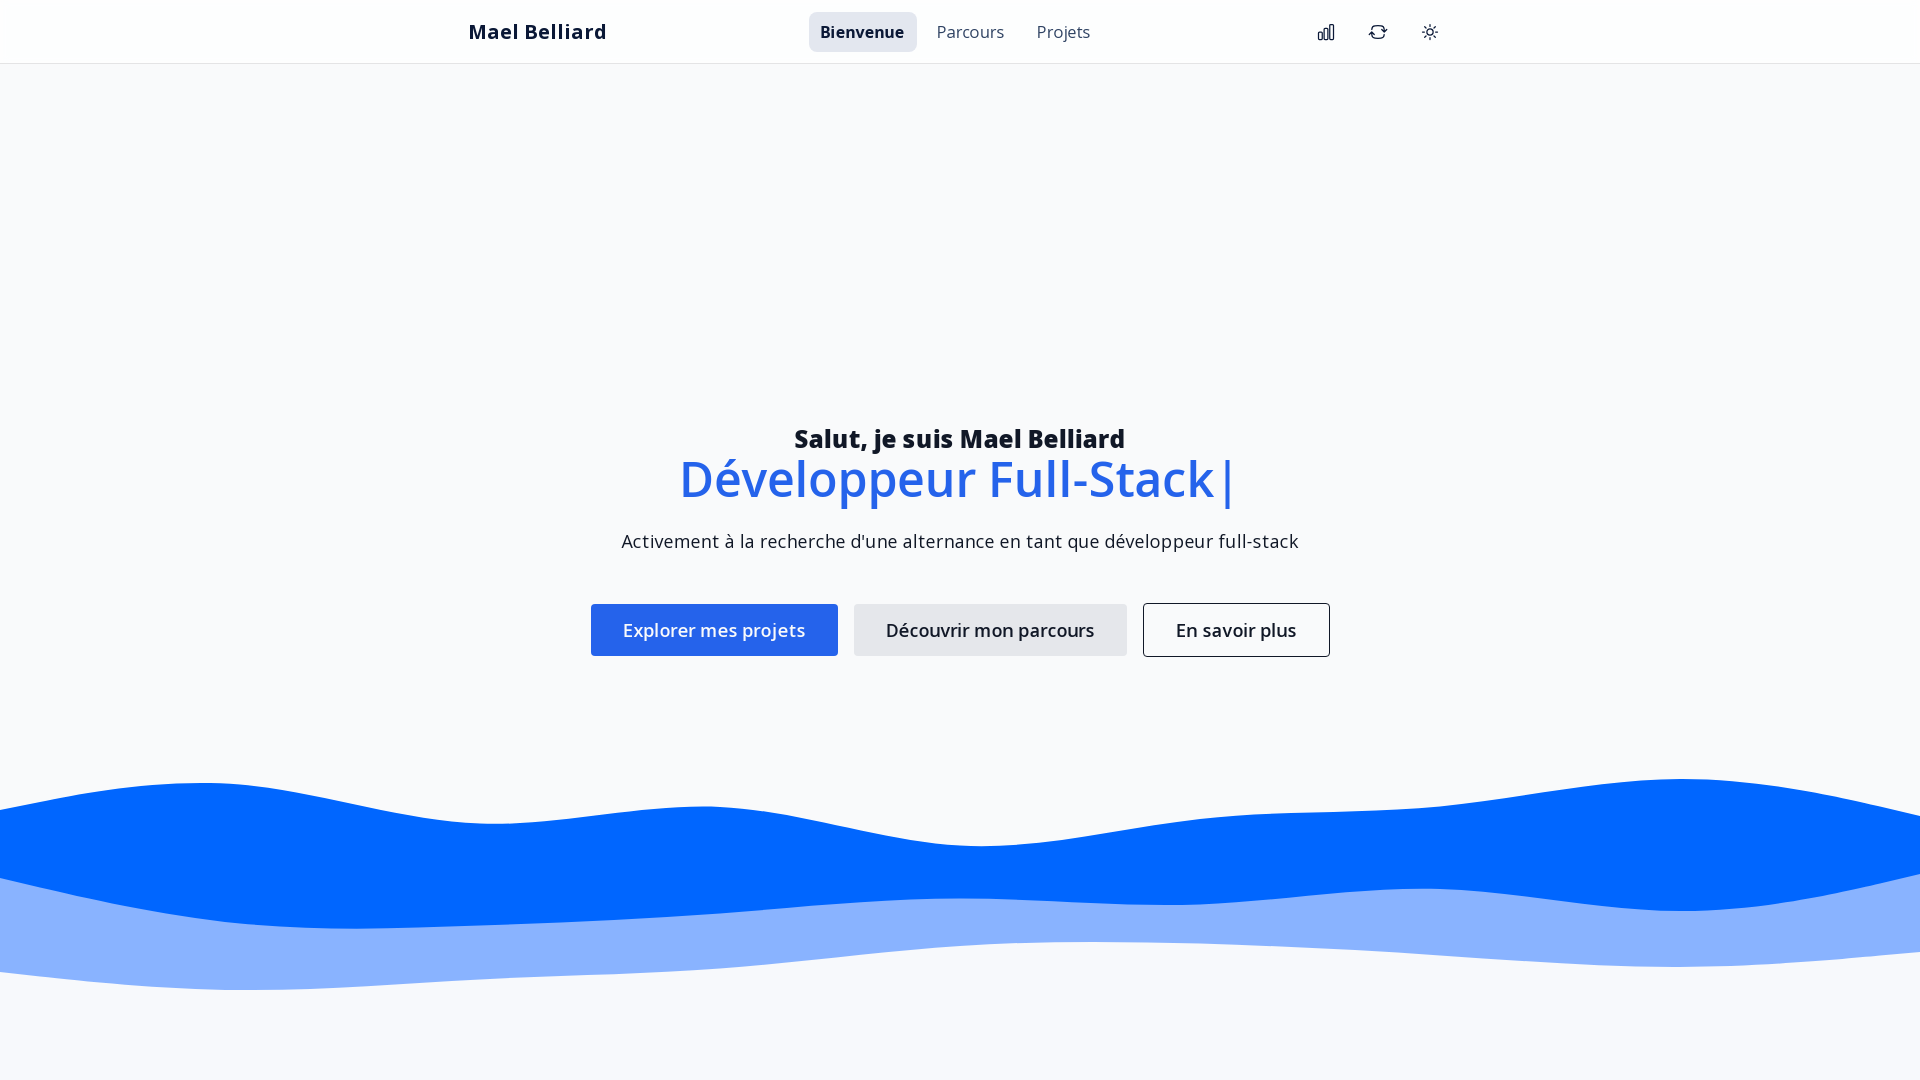 Mael Belliard
Bienvenue
Parcours
Projets
Salut, je suis Mael Belliard
Développeur Full-Stack|
Activement à la recherche d'une alternance en tant que développeur full-stack
Explorer mes projets
Découvrir mon parcours
En savoir plus